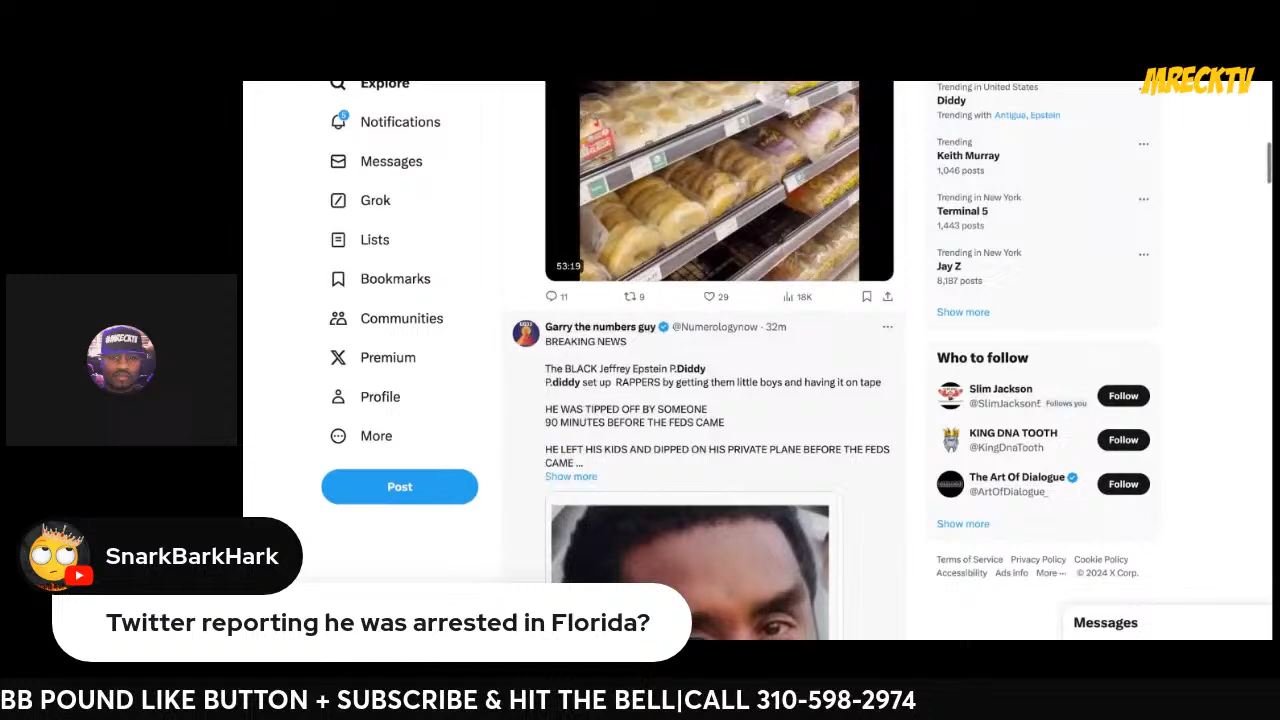 MRECKTV
Explore
5
Notifications
Messages
Grok
Lists
Bookmarks
Communities
Premium
Profile
More
Post
53:19
11
9
29
18K
Garry the numbers guy @Numerologynow · 32m
BREAKING NEWS
The BLACK Jeffrey Epstein P.Diddy
P.diddy set up RAPPERS by getting them little boys and having it on tape
HE WAS TIPPED OFF BY SOMEONE
90 MINUTES BEFORE THE FEDS CAME
HE LEFT HIS KIDS AND DIPPED ON HIS PRIVATE PLANE BEFORE THE FEDS
CAME ...
Show more
Trending in United States
Diddy
Trending with Antigua, Epstein
Trending
Keith Murray
1,046 posts
Trending in New York
Terminal 5
1,443 posts
Trending in New York
Jay Z
8,187 posts
Show more
Who to follow
Slim Jackson
@SlimJackson5 Follows you
Follow
KING DNA TOOTH
@KingDnaTooth
Follow
The Art Of Dialogue
@ArtOfDialogue_
Follow
Show more
Terms of Service Privacy Policy Cookie Policy
Accessibility Ads info More ··· © 2024 X Corp.
Messages
#MRECKTV
SnarkBarkHark
Twitter reporting he was arrested in Florida?
BB POUND LIKE BUTTON + SUBSCRIBE & HIT THE BELL|CALL 310-598-2974